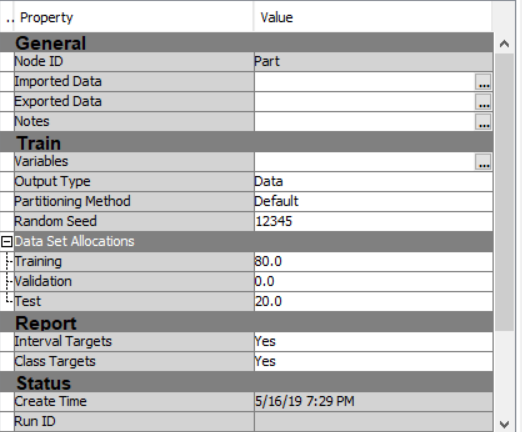 .. Property Value
General
Node ID Part
Imported Data ...
Exported Data ...
Notes ...
Train
Variables ...
Output Type Data
Partitioning Method Default
Random Seed 12345
Data Set Allocations
Training 80.0
Validation 0.0
Test 20.0
Report
Interval Targets Yes
Class Targets Yes
Status
Create Time 5/16/19 7:29 PM
Run ID